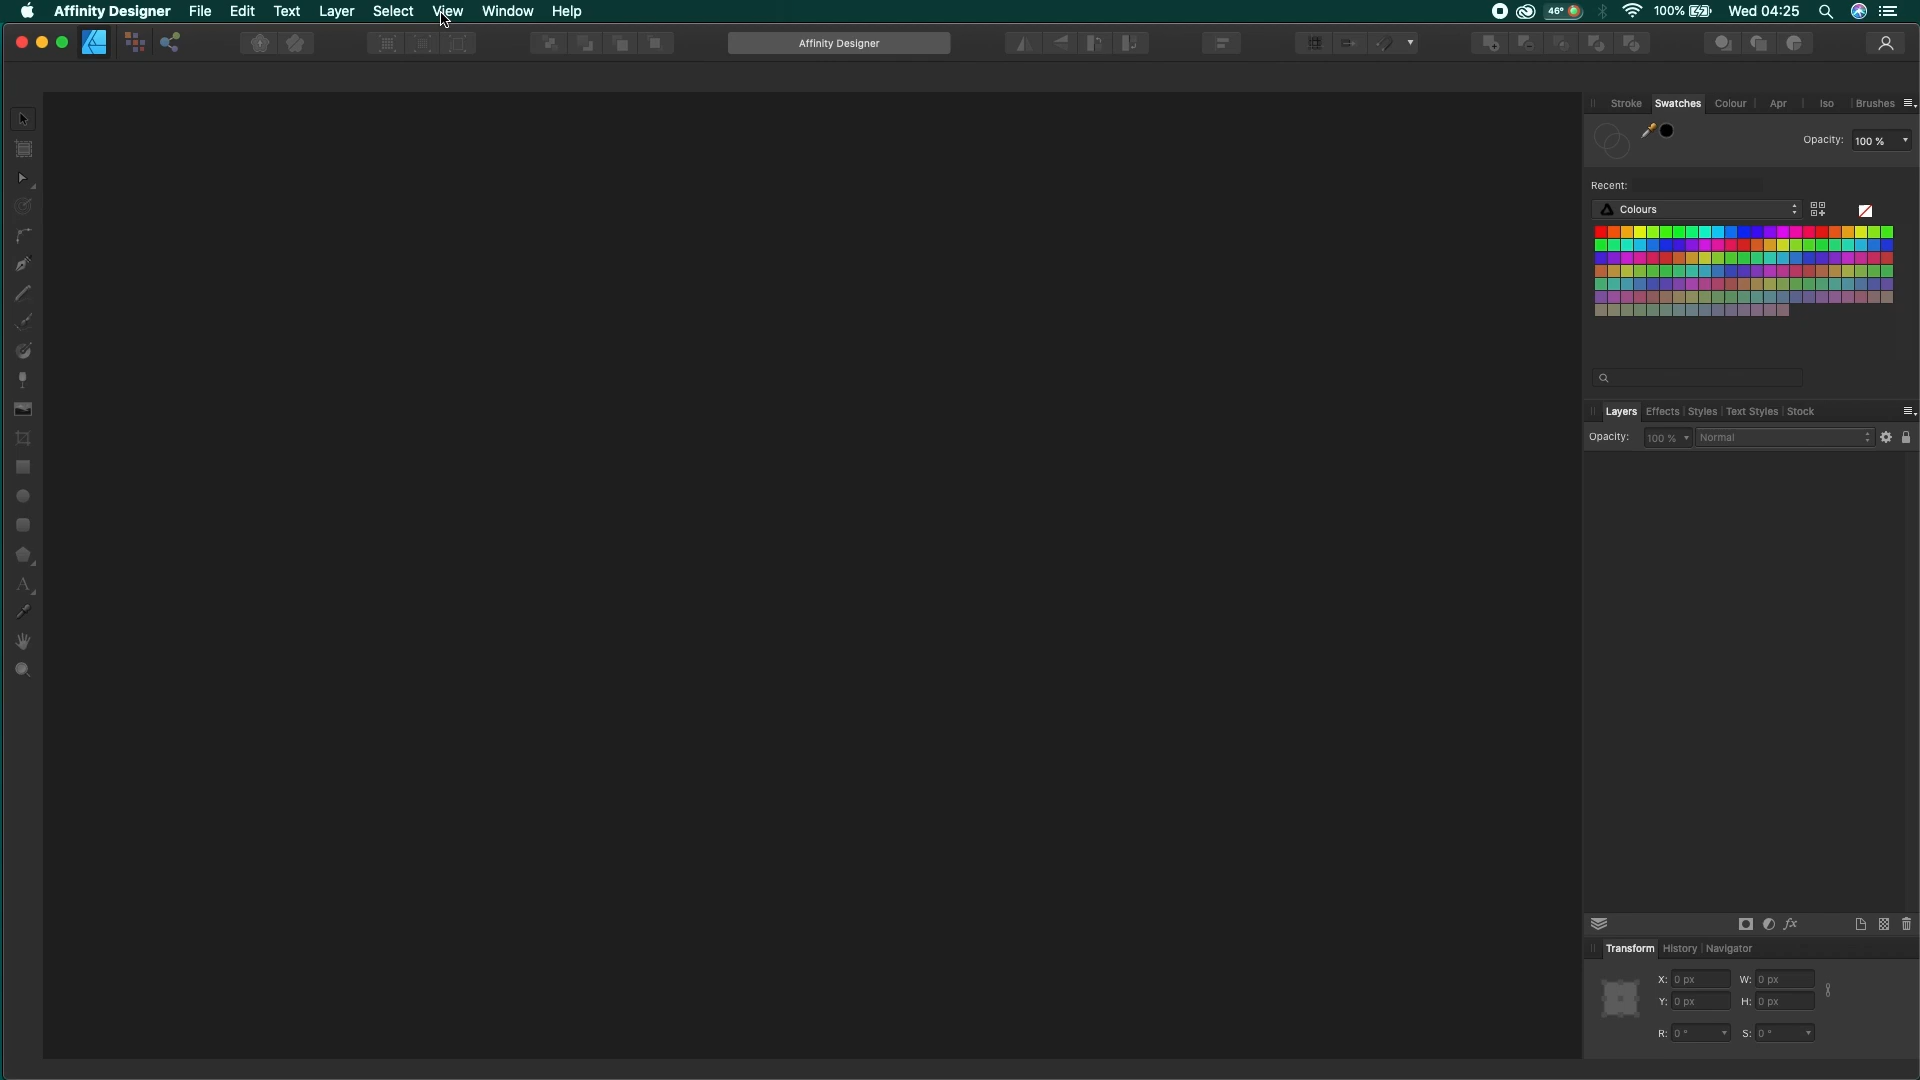 Affinity Designer File Edit Text Layer Select View Window Help 46° 100% Wed 04:25
Affinity Designer
Stroke Swatches Colour Apr Iso Brushes
Opacity: 100 %
Recent:
Colours
Layers Effects Styles Text Styles Stock
Opacity: 100 % Normal
fx
Transform History Navigator
X: 0 px W: 0 px
Y: 0 px H: 0 px
R: 0 ° S: 0 °